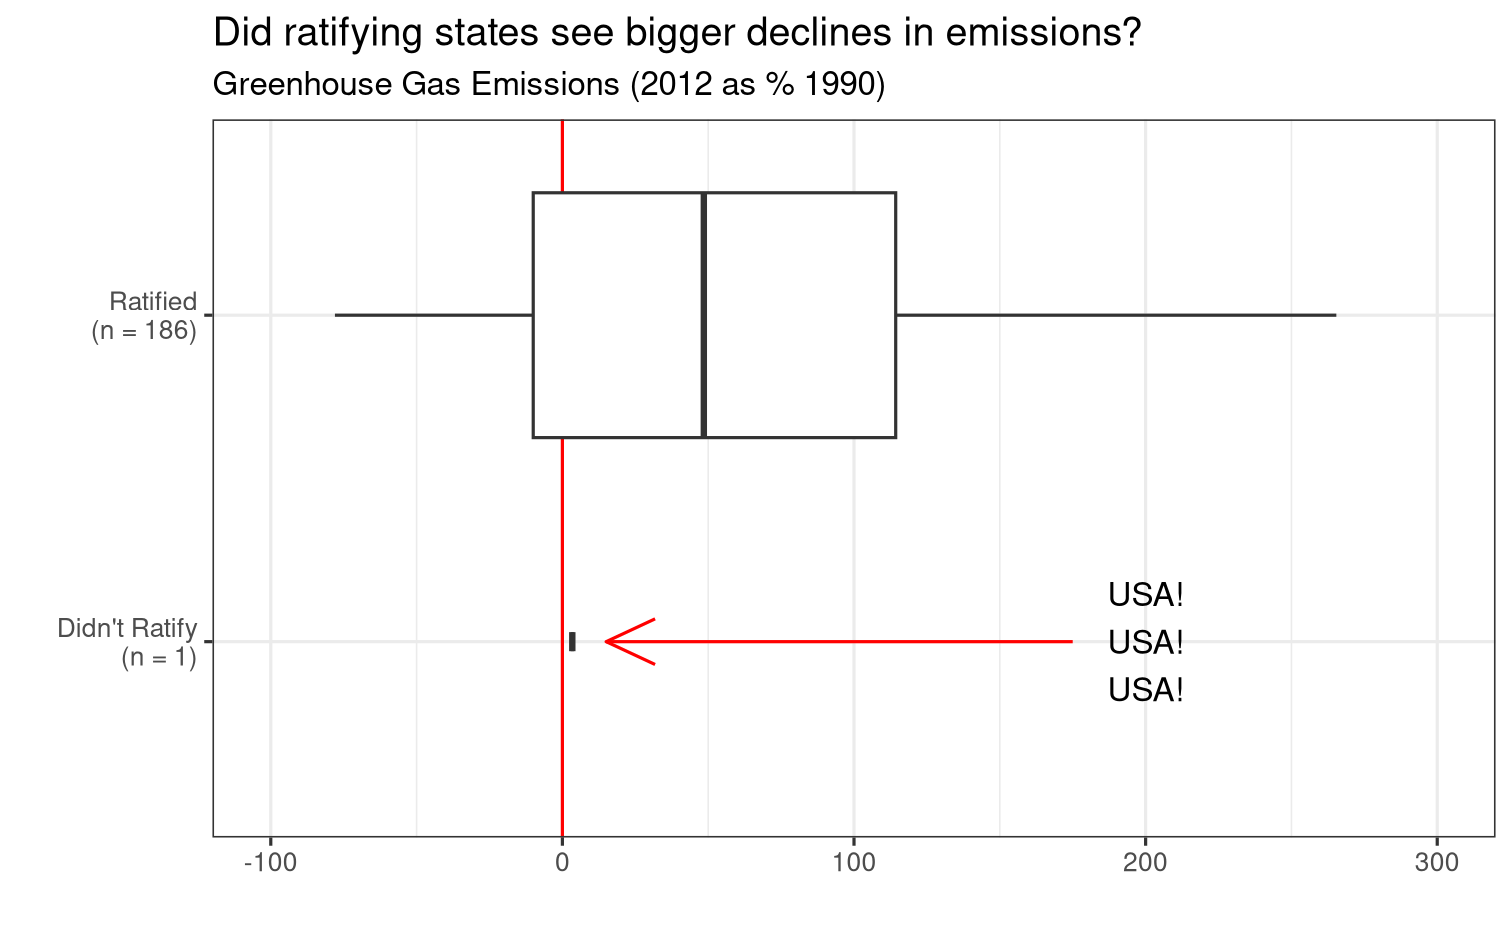 Did ratifying states see bigger declines in emissions?
Greenhouse Gas Emissions (2012 as % 1990)
Ratified
(n = 186)
Didn't Ratify
(n = 1)
USA!
USA!
USA!
-100 0 100 200 300